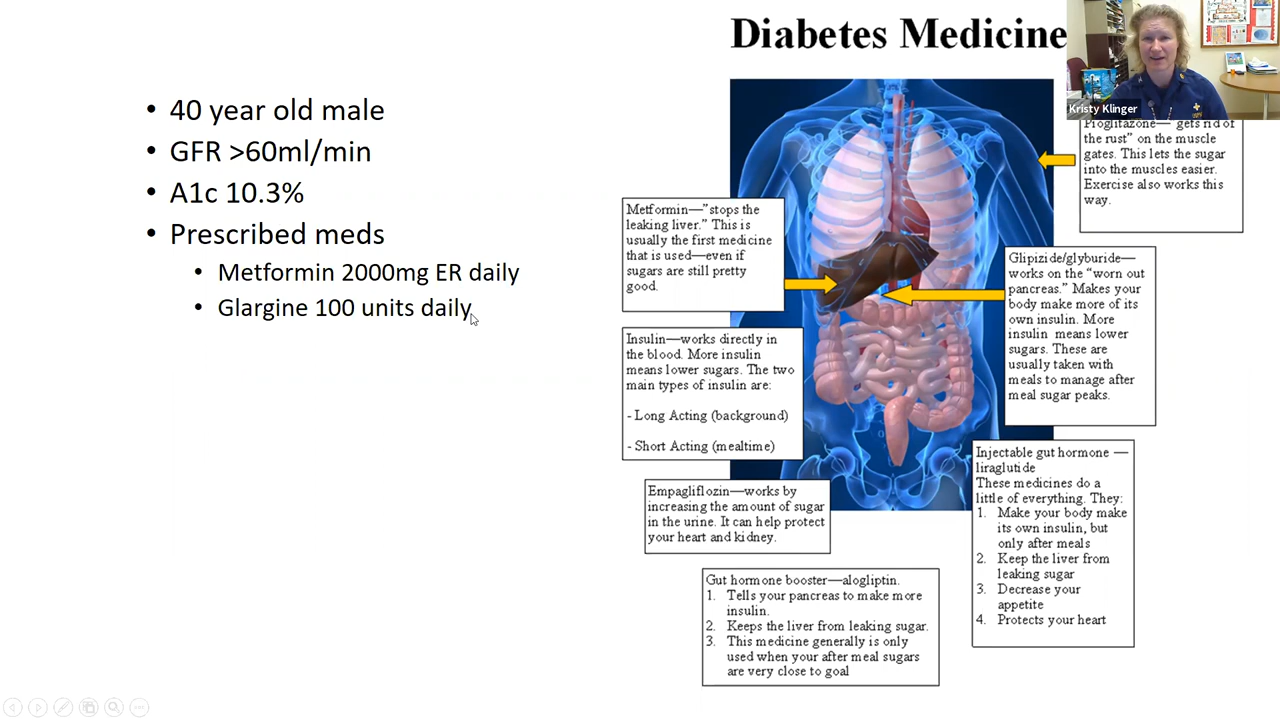 Diabetes Medicine
• 40 year old male
• GFR >60ml/min
• A1c 10.3%
• Prescribed meds
• Metformin 2000mg ER daily
• Glargine 100 units daily
Kristy Klinger
Pioglitazone—"gets rid of
the rust" on the muscle
gates. This lets the sugar
into the muscles easier.
Exercise also works this
way.
Metformin—"stops the
leaking liver." This is
usually the first medicine
that is used—even if
sugars are still pretty
good.
Glipizide/glyburide—
works on the "worn out
pancreas." Makes your
body make more of its
own insulin. More
insulin means lower
sugars. These are
usually taken with
meals to manage after
meal sugar peaks.
Insulin—works directly in
the blood. More insulin
means lower sugars. The two
main types of insulin are:
- Long Acting (background)
- Short Acting (mealtime)
Empagliflozin—works by
increasing the amount of sugar
in the urine. It can help protect
your heart and kidney.
Injectable gut hormone —
liraglutide
These medicines do a
little of everything. They:
1. Make your body make
its own insulin, but
only after meals
2. Keep the liver from
leaking sugar
3. Decrease your
appetite
4. Protects your heart
Gut hormone booster—alogliptin.
1. Tells your pancreas to make more
insulin.
2. Keeps the liver from leaking sugar.
3. This medicine generally is only
used when your after meal sugars
are very close to goal